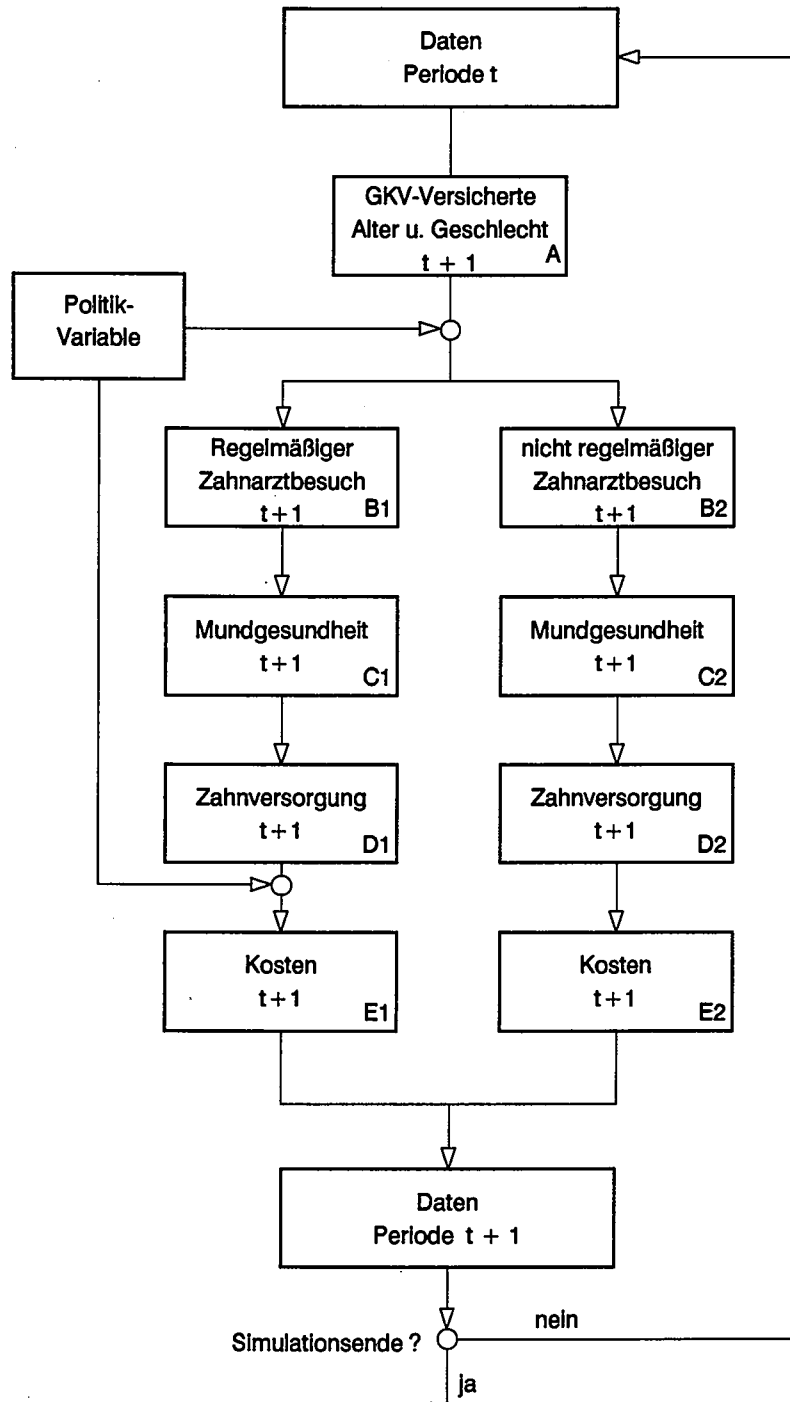 Daten
Periode t
GKV-Versicherte
Alter u. Geschlecht
t + 1 A
Politik-
Variable
Regelmäßiger
Zahnarztbesuch
t+1 B1
nicht regelmäßiger
Zahnarztbesuch
t+1 B2
Mundgesundheit
t+1 C1
Mundgesundheit
t+1 C2
Zahnversorgung
t+1 D1
Zahnversorgung
t+1 D2
Kosten
t+1 E1
Kosten
t+1 E2
Daten
Periode t + 1
Simulationsende ?
nein
ja